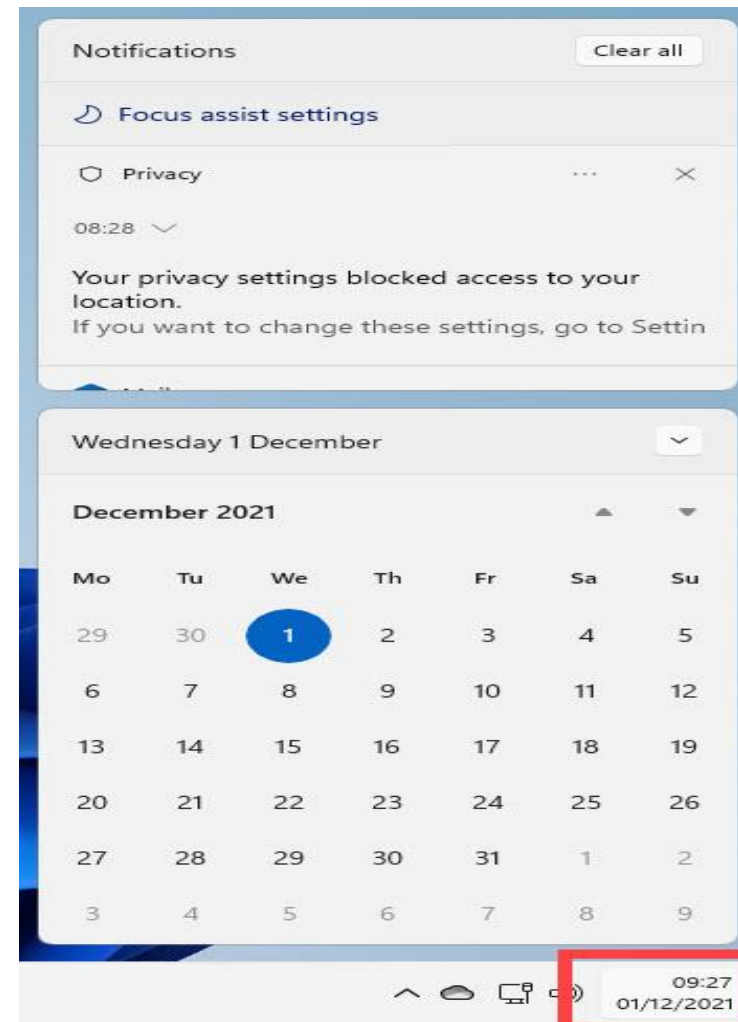 Notifications Clear all
Focus assist settings
Privacy ...
08:28
Your privacy settings blocked access to your
location.
If you want to change these settings, go to Settin
Wednesday 1 December
December 2021
Mo Tu We Th Fr Sa Su
29 30 1 2 3 4 5
6 7 8 9 10 11 12
13 14 15 16 17 18 19
20 21 22 23 24 25 26
27 28 29 30 31 1 2
3 4 5 6 7 8 9
09:27
01/12/2021